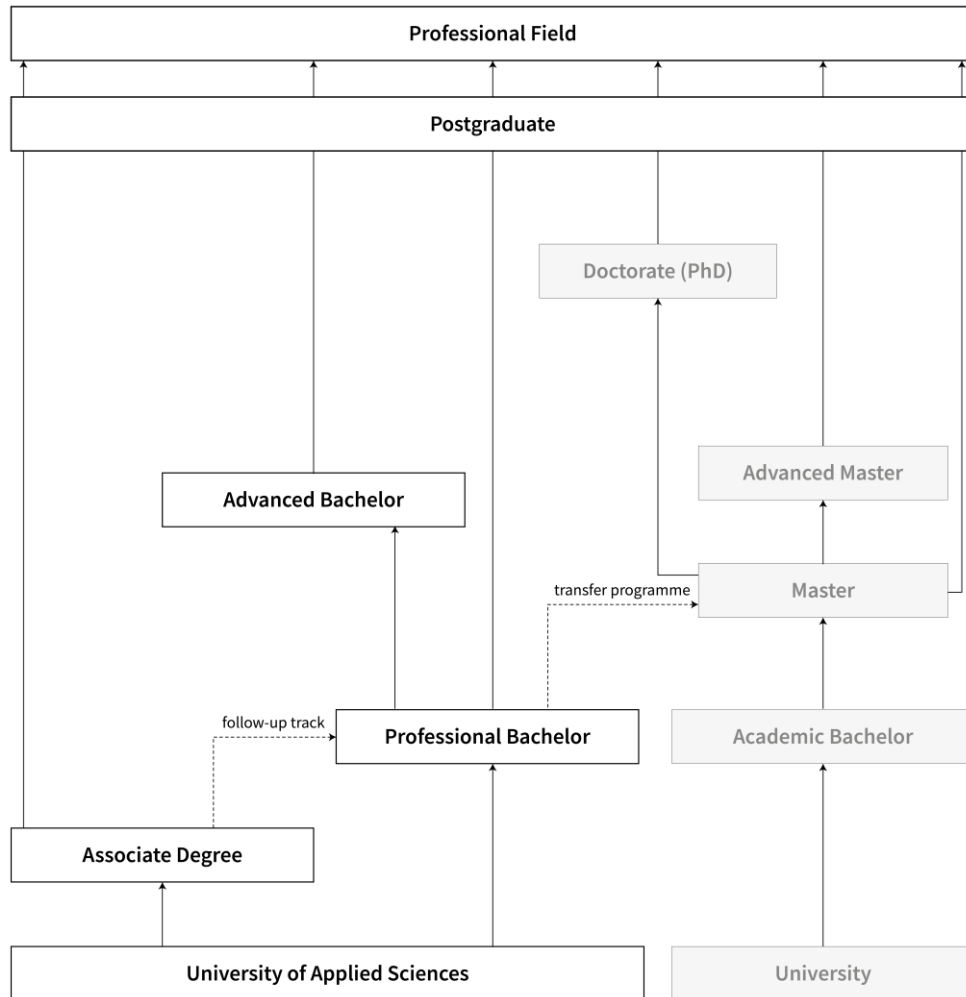 Professional Field
Postgraduate
Doctorate (PhD)
Advanced Master
Advanced Bachelor
Master
transfer programme
follow-up track
Professional Bachelor
Academic Bachelor
Associate Degree
University of Applied Sciences
University